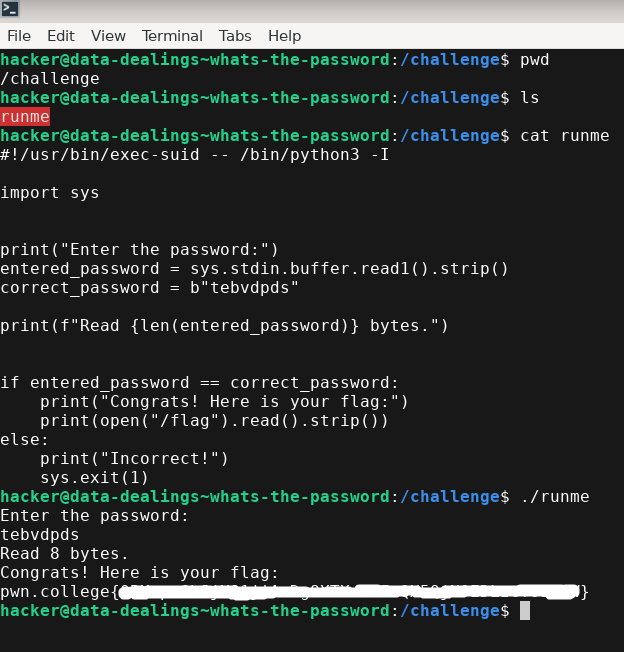 File Edit View Terminal Tabs Help
hacker@data-dealings~whats-the-password:/challenge$ pwd
/challenge
hacker@data-dealings~whats-the-password:/challenge$ ls
runme
hacker@data-dealings~whats-the-password:/challenge$ cat runme
#!/usr/bin/exec-suid -- /bin/python3 -I
import sys
print("Enter the password:")
entered_password = sys.stdin.buffer.read1().strip()
correct_password = b"tebvdpds"
print(f"Read {len(entered_password)} bytes.")
if entered_password == correct_password:
    print("Congrats! Here is your flag:")
    print(open("/flag").read().strip())
else:
    print("Incorrect!")
    sys.exit(1)
hacker@data-dealings~whats-the-password:/challenge$ ./runme
Enter the password:
tebvdpds
Read 8 bytes.
Congrats! Here is your flag:
pwn.college{}
hacker@data-dealings~whats-the-password:/challenge$